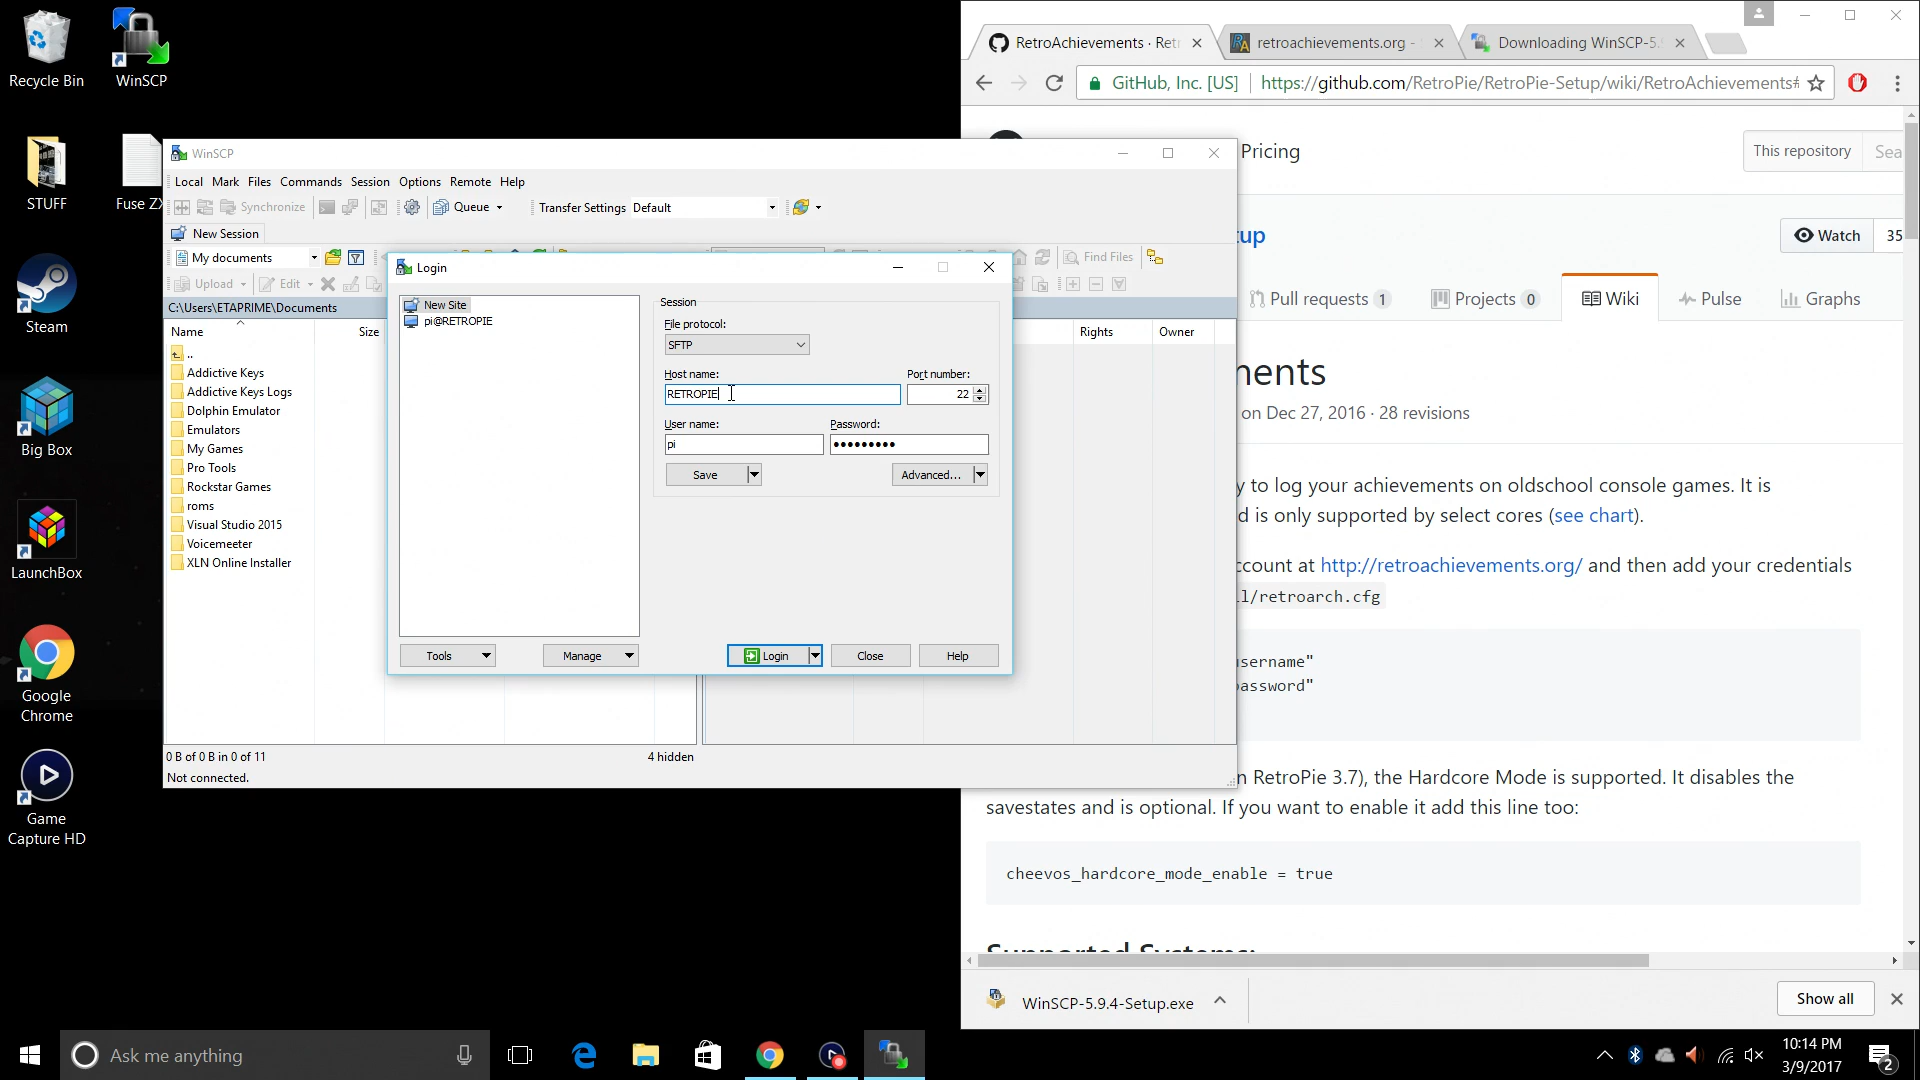 Recycle Bin
WinSCP
STUFF
Fuse ZX
Steam
Big Box
LaunchBox
Google
Chrome
Game
Capture HD
RetroAchievements · Retr
retroachievements.org -
Downloading WinSCP-5.9
GitHub, Inc. [US]
https://github.com/RetroPie/RetroPie-Setup/wiki/RetroAchievements#
Pricing
This repository
Sea
up
Watch
35
Pull requests 1
Projects 0
Wiki
Pulse
Graphs
ments
on Dec 27, 2016 · 28 revisions
y to log your achievements on oldschool console games. It is
d is only supported by select cores (see chart).
ccount at http://retroachievements.org/ and then add your credentials
l/retroarch.cfg
username"
password"
n RetroPie 3.7), the Hardcore Mode is supported. It disables the
savestates and is optional. If you want to enable it add this line too:
cheevos_hardcore_mode_enable = true
Supported Systems:
WinSCP-5.9.4-Setup.exe
Show all
WinSCP
Local Mark Files Commands Session Options Remote Help
Synchronize
Queue
Transfer Settings Default
New Session
My documents
Find Files
Upload
Edit
C:\Users\ETAPRIME\Documents
Name
Size
Rights
Owner
..
Addictive Keys
Addictive Keys Logs
Dolphin Emulator
Emulators
My Games
Pro Tools
Rockstar Games
roms
Visual Studio 2015
Voicemeeter
XLN Online Installer
0 B of 0 B in 0 of 11
4 hidden
Not connected.
Login
New Site
pi@RETROPIE
Session
File protocol:
SFTP
Host name:
Port number:
RETROPIE
22
User name:
Password:
pi
•••••••••
Save
Advanced...
Tools
Manage
Login
Close
Help
Ask me anything
10:14 PM
3/9/2017
2